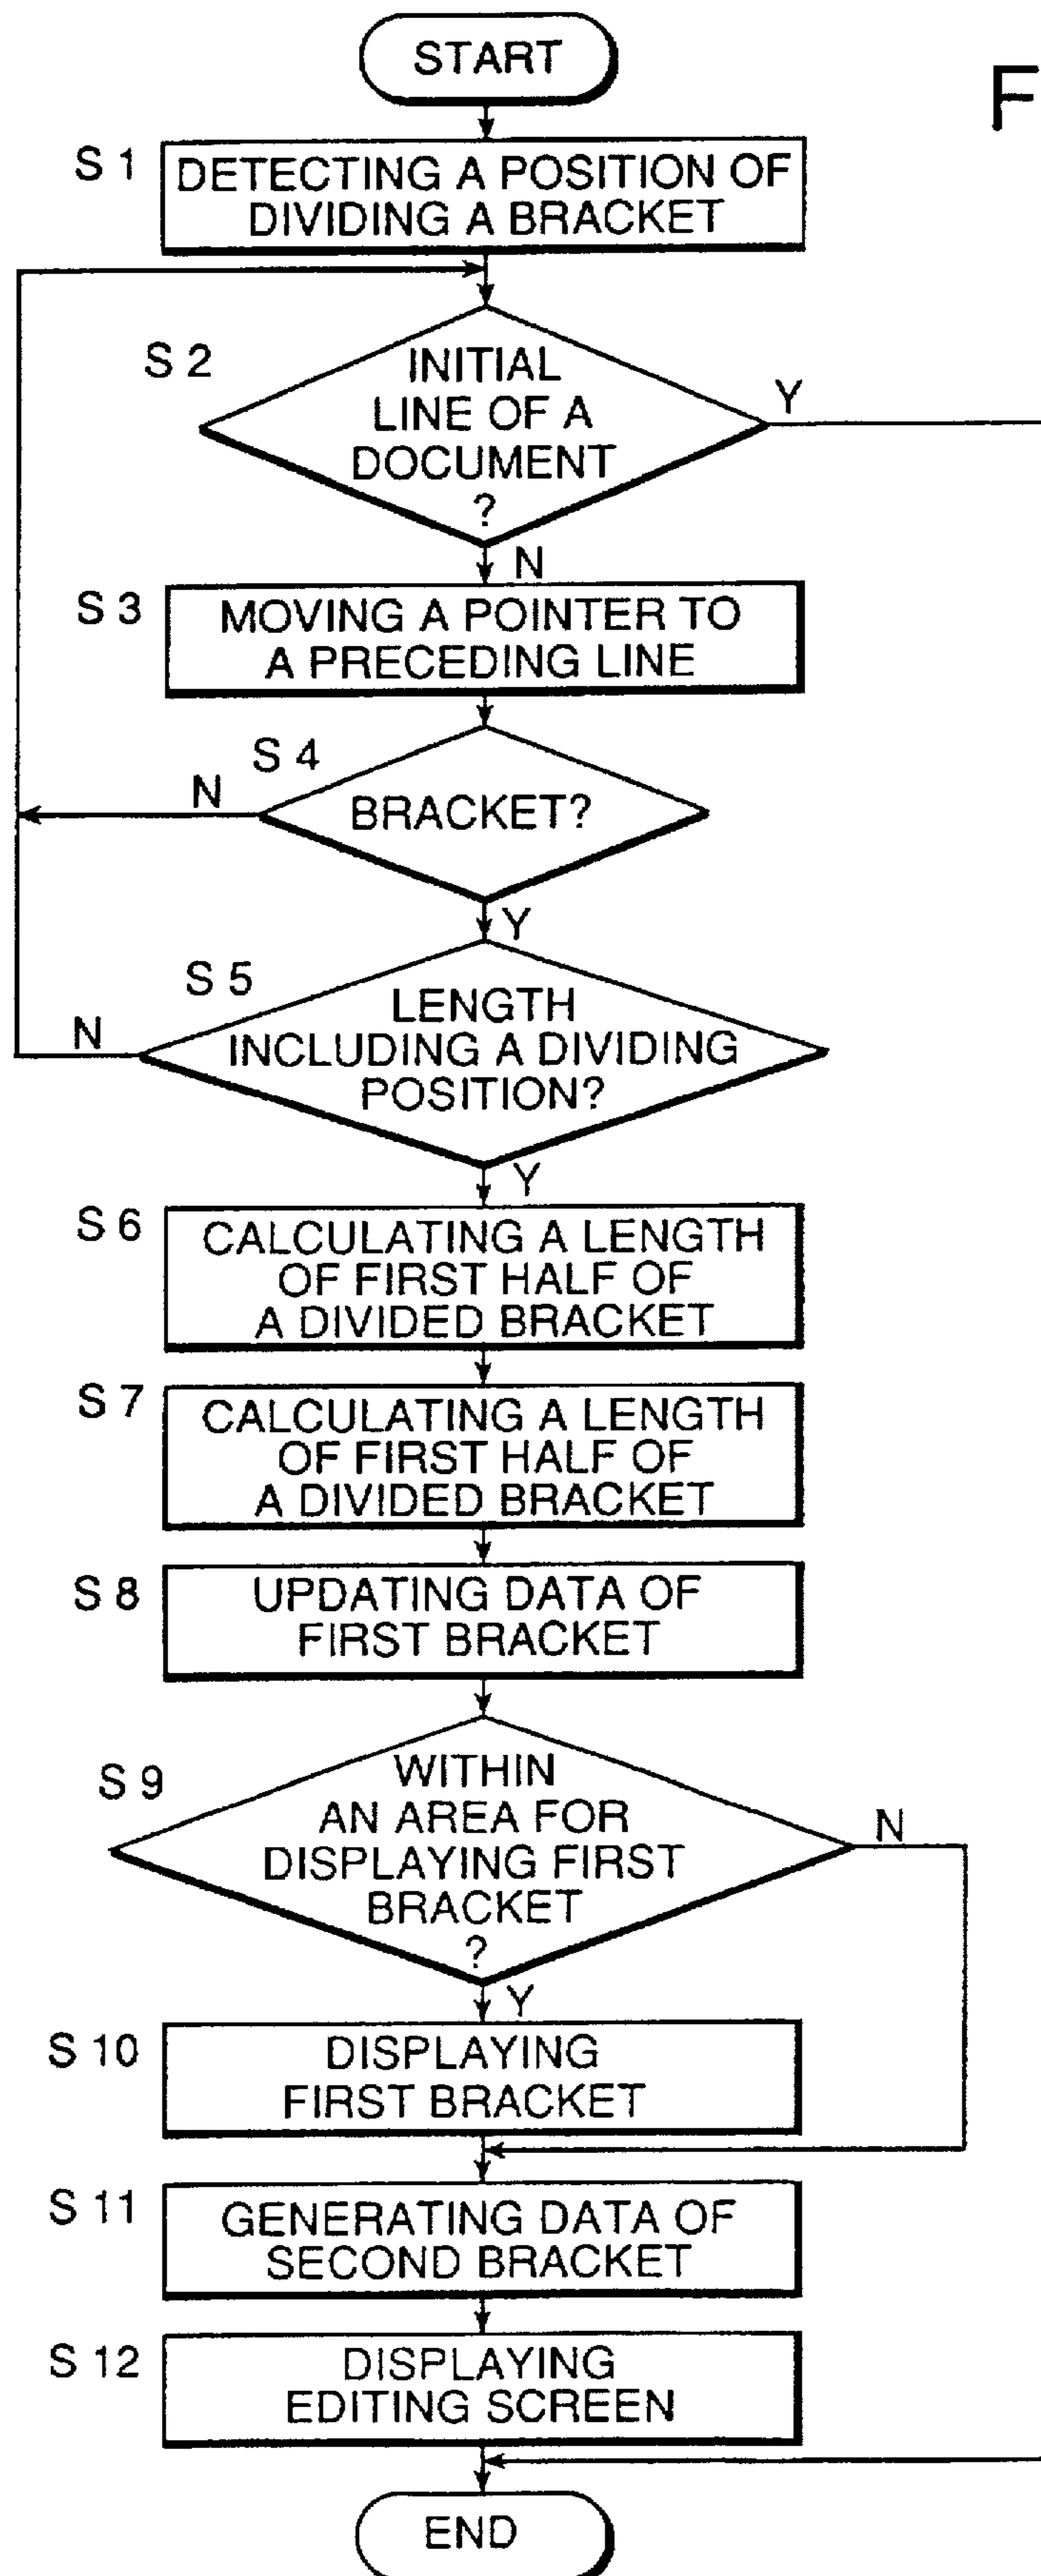 START
F
S 1
DETECTING A POSITION OF
DIVIDING A BRACKET
S 2
INITIAL
LINE OF A
DOCUMENT
?
Y
N
S 3
MOVING A POINTER TO
A PRECEDING LINE
S 4
BRACKET?
N
Y
S 5
LENGTH
INCLUDING A DIVIDING
POSITION?
N
Y
S 6
CALCULATING A LENGTH
OF FIRST HALF OF
A DIVIDED BRACKET
S 7
CALCULATING A LENGTH
OF FIRST HALF OF
A DIVIDED BRACKET
S 8
UPDATING DATA OF
FIRST BRACKET
S 9
WITHIN
AN AREA FOR
DISPLAYING FIRST
BRACKET
?
N
Y
S 10
DISPLAYING
FIRST BRACKET
S 11
GENERATING DATA OF
SECOND BRACKET
S 12
DISPLAYING
EDITING SCREEN
END